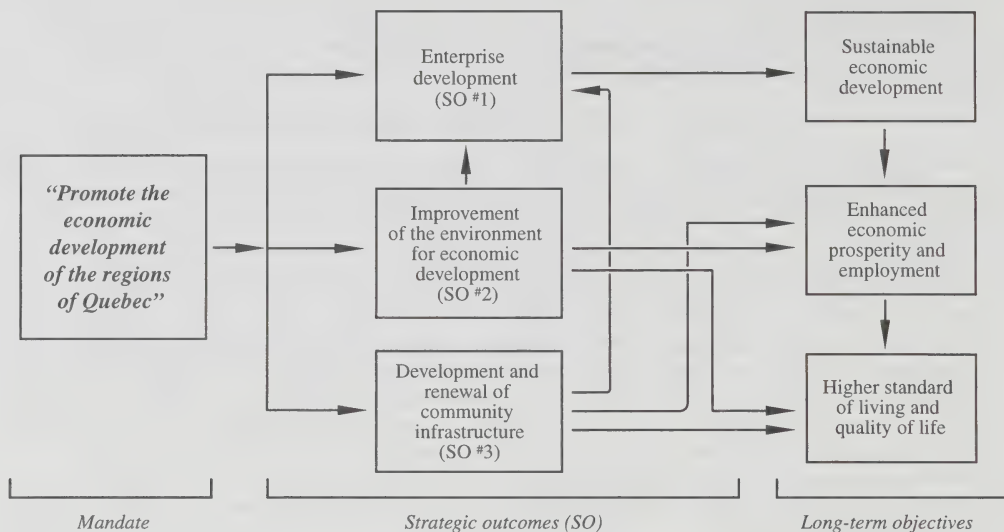 “Promote the
economic
development
of the regions
of Quebec”
Enterprise
development
(SO #1)
Improvement
of the environment
for economic
development
(SO #2)
Development and
renewal of
community
infrastructure
(SO #3)
Sustainable
economic
development
Enhanced
economic
prosperity and
employment
Higher standard
of living and
quality of life
Mandate
Strategic outcomes (SO)
Long-term objectives